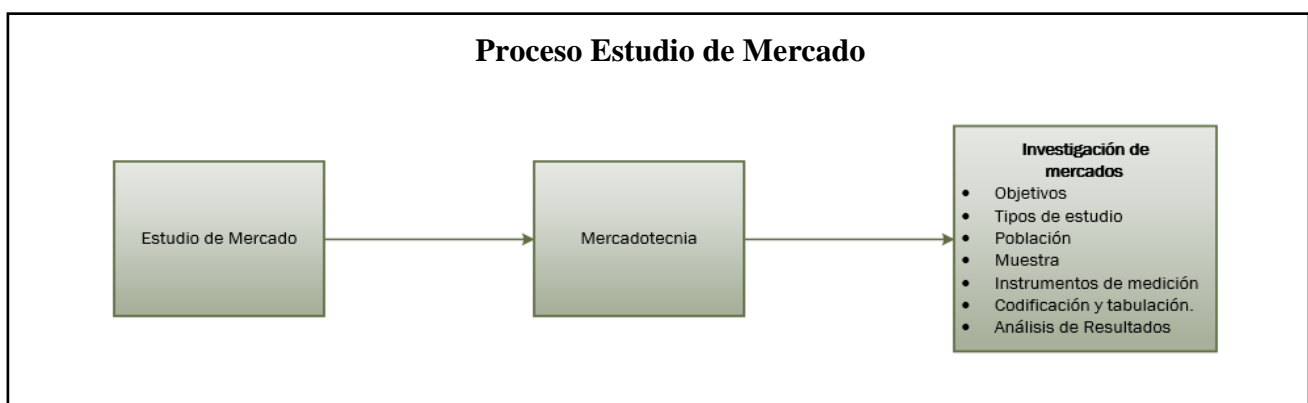 Proceso Estudio de Mercado
Estudio de Mercado
Mercadotecnia
Investigación de
mercados
• Objetivos
• Tipos de estudio
• Población
• Muestra
• Instrumentos de medición
• Codificación y tabulación.
• Análisis de Resultados